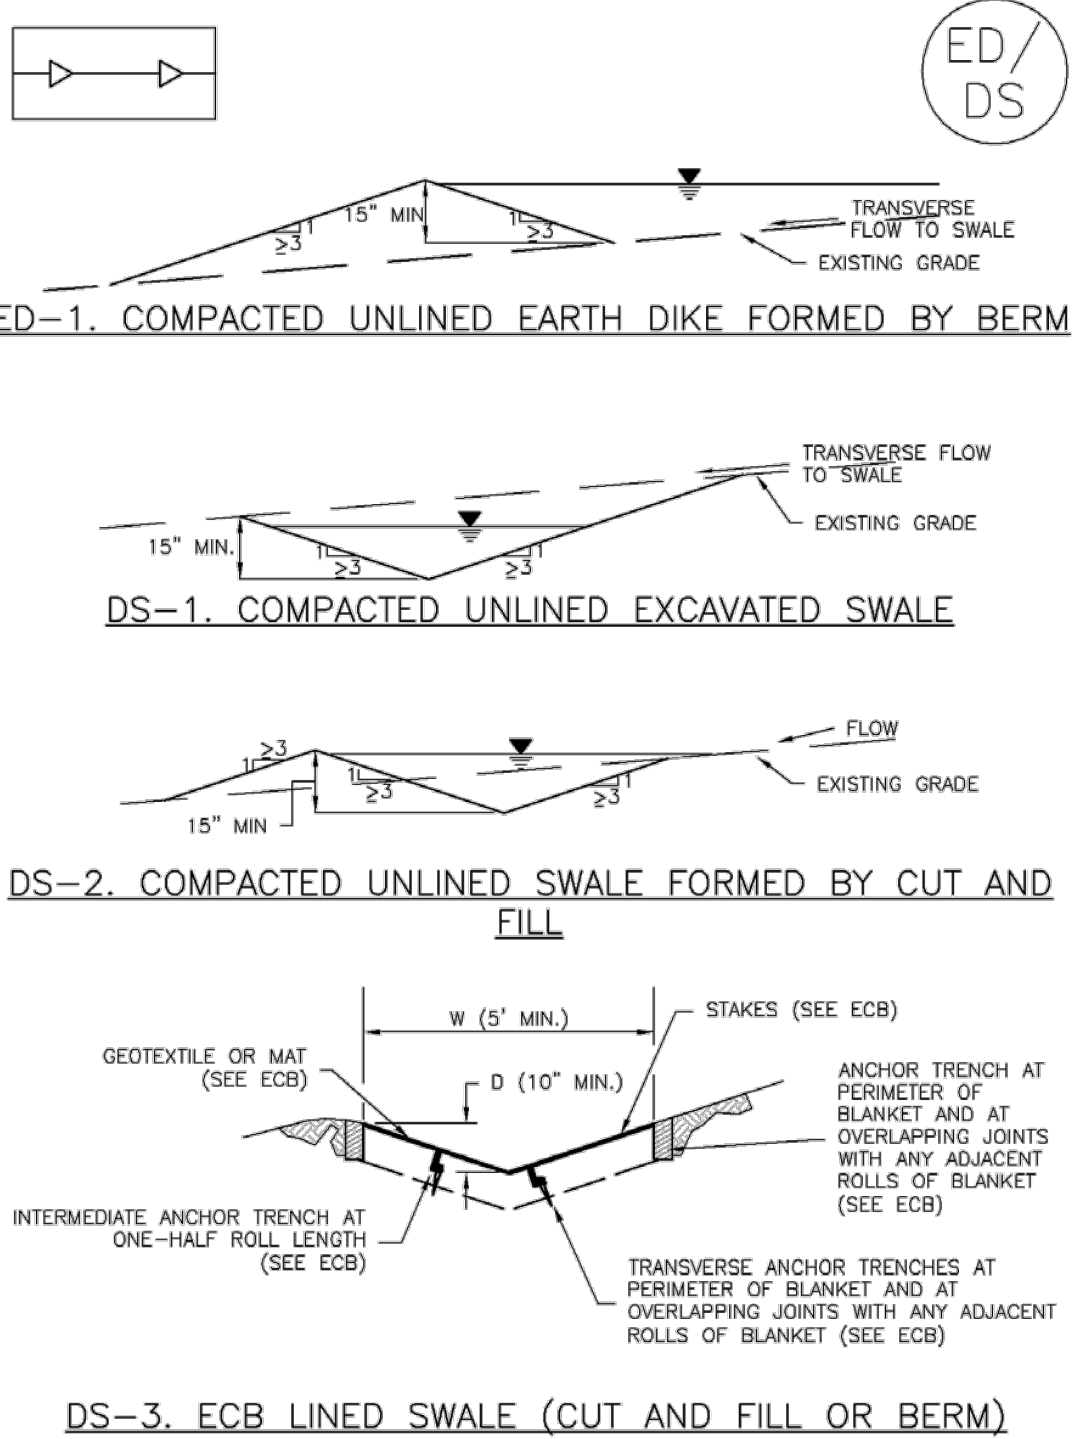 ED/
DS
15" MIN
1
≥3
1
≥3
TRANSVERSE
FLOW TO SWALE
EXISTING GRADE
ED-1. COMPACTED UNLINED EARTH DIKE FORMED BY BERM
TRANSVERSE FLOW
TO SWALE
EXISTING GRADE
15" MIN.
1
≥3
1
≥3
DS-1. COMPACTED UNLINED EXCAVATED SWALE
FLOW
EXISTING GRADE
≥3
1
1
≥3
1
≥3
15" MIN
DS-2. COMPACTED UNLINED SWALE FORMED BY CUT AND
FILL
W (5' MIN.)
STAKES (SEE ECB)
GEOTEXTILE OR MAT
(SEE ECB)
D (10" MIN.)
ANCHOR TRENCH AT
PERIMETER OF
BLANKET AND AT
OVERLAPPING JOINTS
WITH ANY ADJACENT
ROLLS OF BLANKET
(SEE ECB)
INTERMEDIATE ANCHOR TRENCH AT
ONE-HALF ROLL LENGTH
(SEE ECB)
TRANSVERSE ANCHOR TRENCHES AT
PERIMETER OF BLANKET AND AT
OVERLAPPING JOINTS WITH ANY ADJACENT
ROLLS OF BLANKET (SEE ECB)
DS-3. ECB LINED SWALE (CUT AND FILL OR BERM)